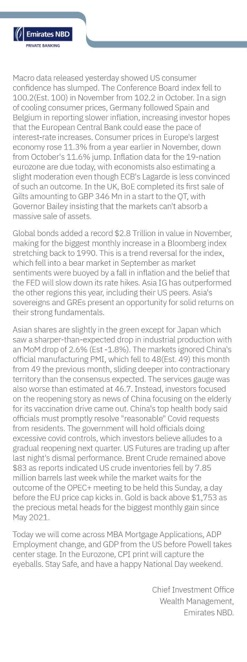 Emirates NBD
PRIVATE BANKING
Macro data released yesterday showed US consumer
confidence has slumped. The Conference Board index fell to
100.2(Est. 100) in November from 102.2 in October. In a sign
of cooling consumer prices, Germany followed Spain and
Belgium in reporting slower inflation, increasing investor hopes
that the European Central Bank could ease the pace of
interest-rate increases. Consumer prices in Europe's largest
economy rose 11.3% from a year earlier in November, down
from October's 11.6% jump. Inflation data for the 19-nation
eurozone are due today, with economists also estimating a
slight moderation even though ECB's Lagarde is less convinced
of such an outcome. In the UK, BoE completed its first sale of
Gilts amounting to GBP 346 Mn in a start to the QT, with
Governor Bailey insisting that the markets can't absorb a
massive sale of assets.
Global bonds added a record $2.8 Trillion in value in November,
making for the biggest monthly increase in a Bloomberg index
stretching back to 1990. This is a trend reversal for the index,
which fell into a bear market in September as market
sentiments were buoyed by a fall in inflation and the belief that
the FED will slow down its rate hikes. Asia IG has outperformed
the other regions this year, including their US peers. Asia's
sovereigns and GREs present an opportunity for solid returns on
their strong fundamentals.
Asian shares are slightly in the green except for Japan which
saw a sharper-than-expected drop in industrial production with
an MoM drop of 2.6% (Est -1.8%). The markets ignored China's
official manufacturing PMI, which fell to 48(Est. 49) this month
from 49 the previous month, sliding deeper into contractionary
territory than the consensus expected. The services gauge was
also worse than estimated at 46.7. Instead, investors focused
on the reopening story as news of China focusing on the elderly
for its vaccination drive came out. China's top health body said
officials must promptly resolve "reasonable" Covid requests
from residents. The government will hold officials doing
excessive covid controls, which investors believe alludes to a
gradual reopening next quarter. US Futures are trading up after
last night's dismal performance. Brent Crude remained above
$83 as reports indicated US crude inventories fell by 7.85
million barrels last week while the market waits for the
outcome of the OPEC+ meeting to be held this Sunday, a day
before the EU price cap kicks in. Gold is back above $1,753 as
the precious metal heads for the biggest monthly gain since
May 2021.
Today we will come across MBA Mortgage Applications, ADP
Employment change, and GDP from the US before Powell takes
center stage. In the Eurozone, CPI print will capture the
eyeballs. Stay Safe, and have a happy National Day weekend.
Chief Investment Office
Wealth Management,
Emirates NBD.